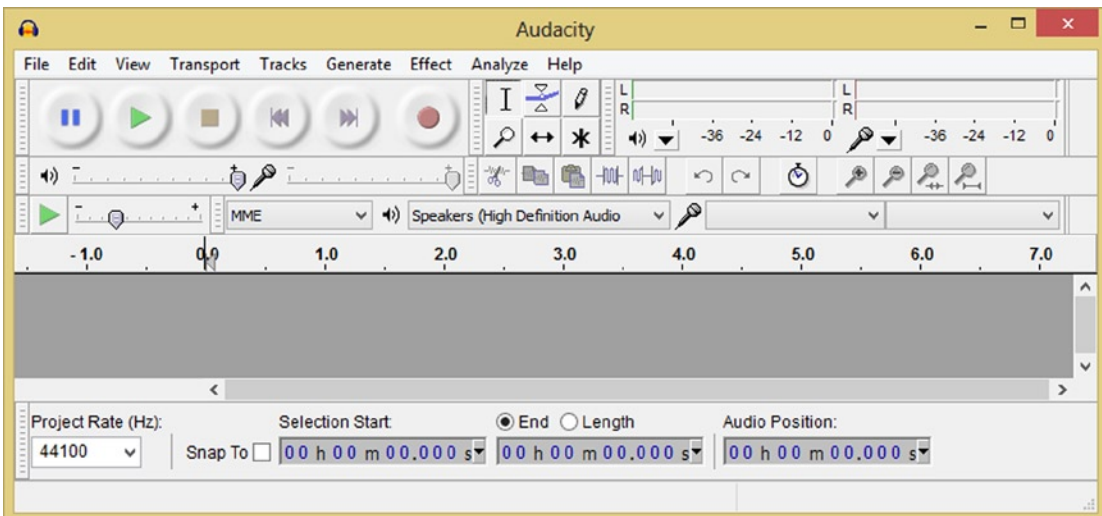 Audacity
File Edit View Transport Tracks Generate Effect Analyze Help
L
R
-36 -24 -12 0
L
R
-36 -24 -12 0
MME
Speakers (High Definition Audio
- 1.0 0.0 1.0 2.0 3.0 4.0 5.0 6.0 7.0
Project Rate (Hz): Selection Start: End Length Audio Position:
44100 Snap To 00 h 00 m 00.000 s 00 h 00 m 00.000 s 00 h 00 m 00.000 s